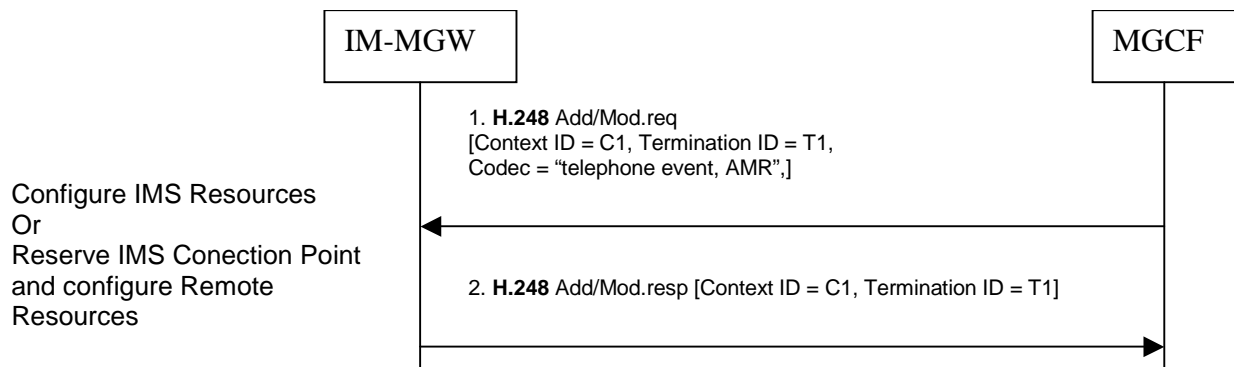 IM-MGW
MGCF
1. H.248 Add/Mod.req
[Context ID = C1, Termination ID = T1,
Codec = “telephone event, AMR”,]
Configure IMS Resources
Or
Reserve IMS Conection Point
and configure Remote
Resources
2. H.248 Add/Mod.resp [Context ID = C1, Termination ID = T1]